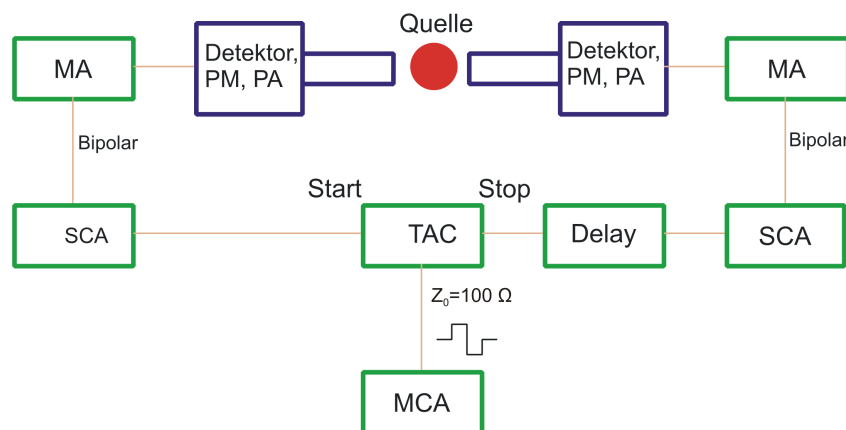 Quelle
MA
Detektor,
PM, PA
Detektor,
PM, PA
MA
Bipolar
Bipolar
Start
Stop
SCA
TAC
Delay
SCA
Z₀=100 Ω
MCA